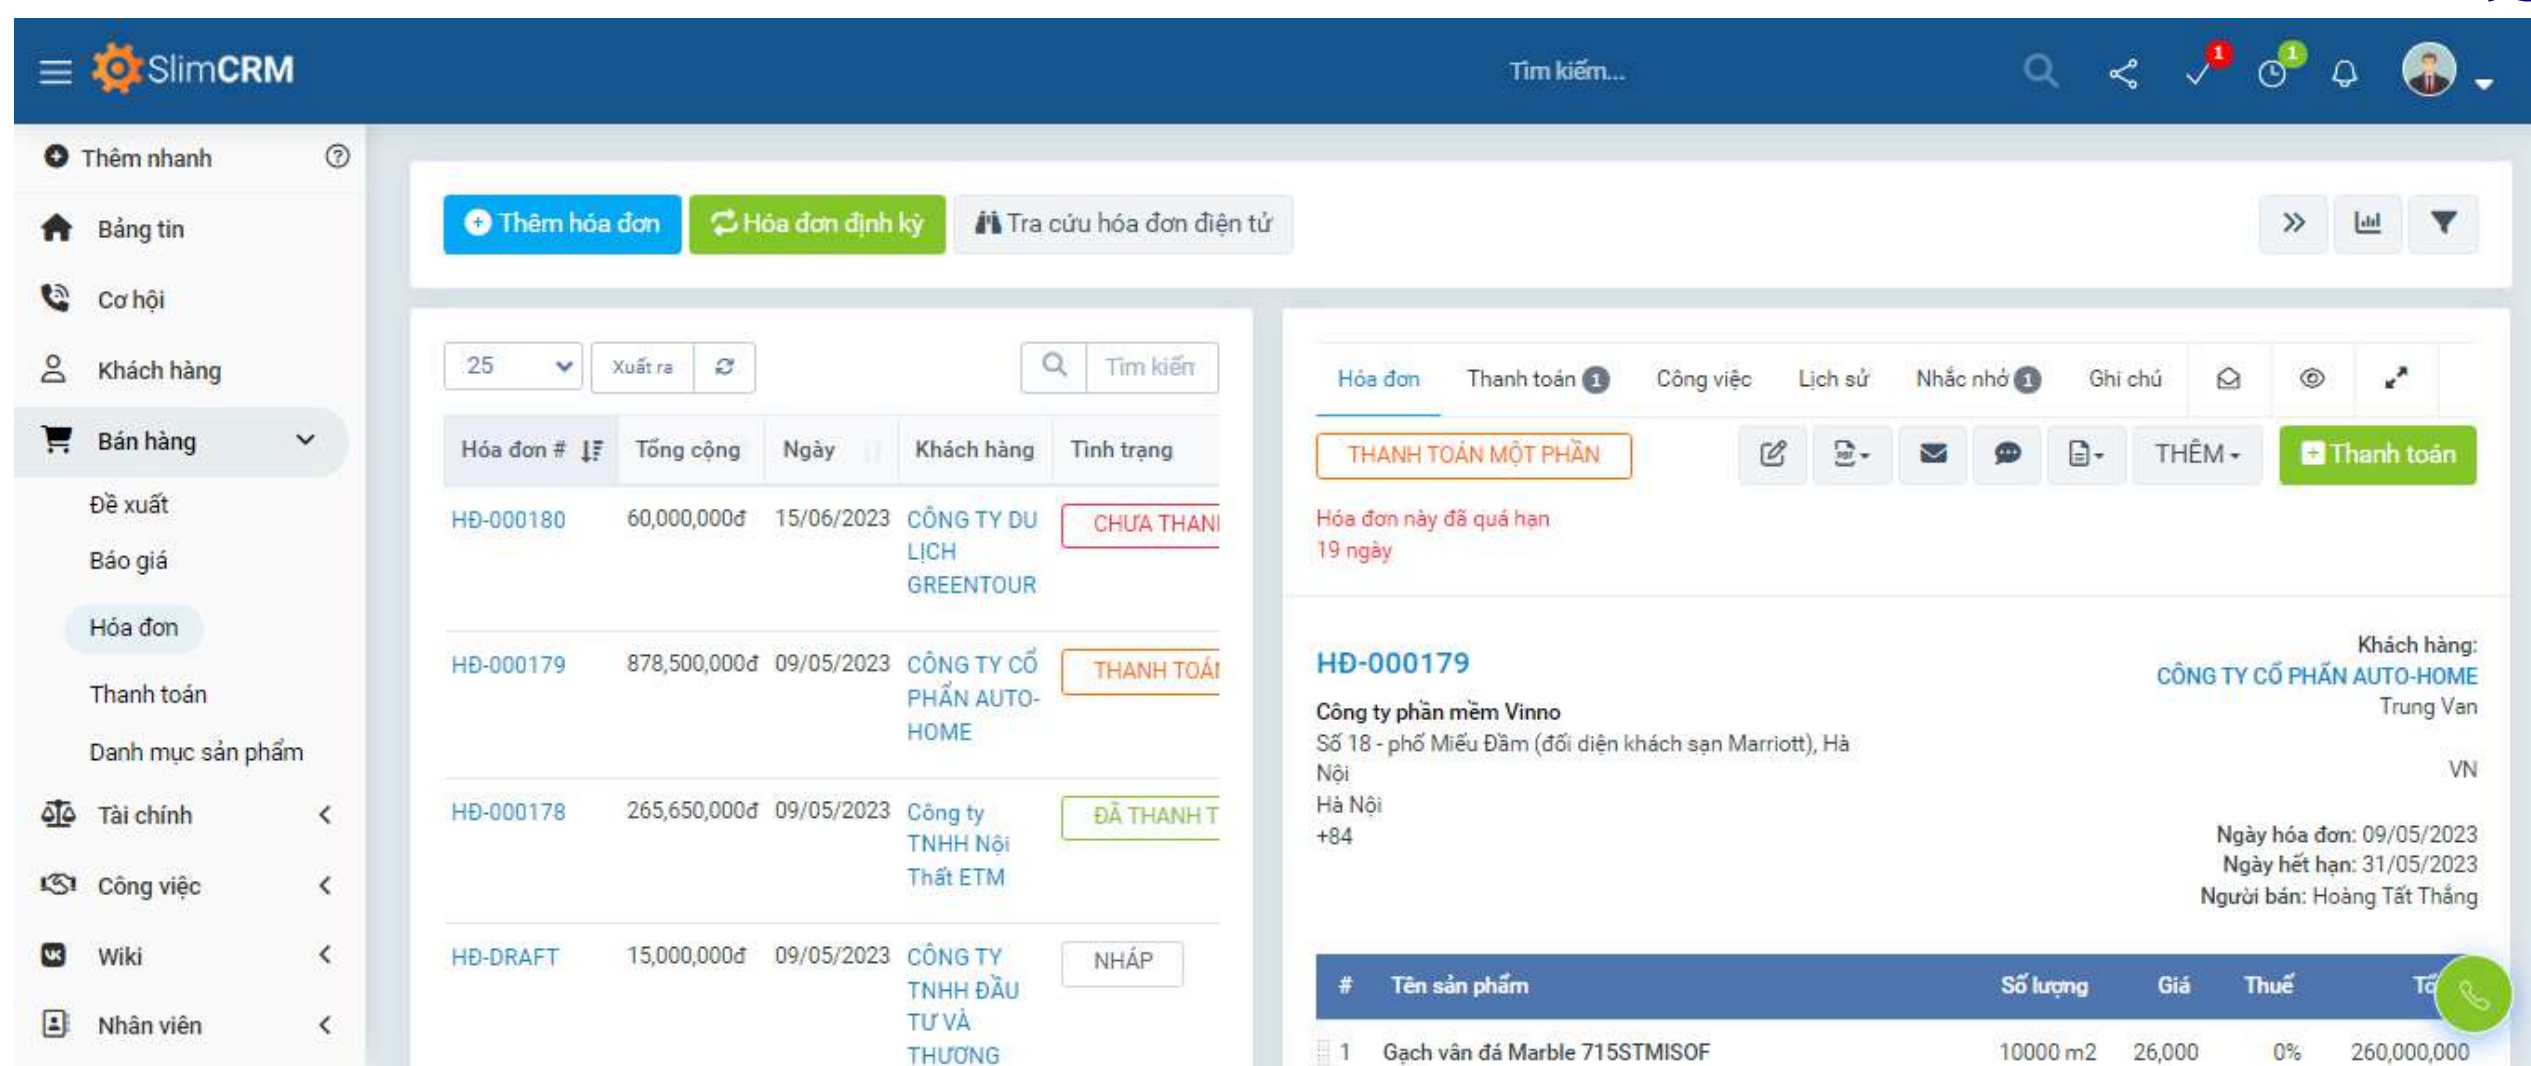 SlimCRM
Tìm kiếm...
1
1
Thêm nhanh
Bảng tin
Cơ hội
Khách hàng
Bán hàng
Đề xuất
Báo giá
Hóa đơn
Thanh toán
Danh mục sản phẩm
Tài chính
Công việc
Wiki
Nhân viên
Thêm hóa đơn
Hóa đơn định kỳ
Tra cứu hóa đơn điện tử
25
Xuất ra
Tìm kiếm
Hóa đơn # Tổng cộng Ngày Khách hàng Tình trạng
HĐ-000180 60,000,000đ 15/06/2023 CÔNG TY DU CHƯA THANH
LỊCH
GREENTOUR
HĐ-000179 878,500,000đ 09/05/2023 CÔNG TY CỔ THANH TOÁN
PHẨN AUTO-
HOME
HĐ-000178 265,650,000đ 09/05/2023 Công ty ĐÃ THANH T
TNHH Nội
Thất ETM
HĐ-DRAFT 15,000,000đ 09/05/2023 CÔNG TY NHÁP
TNHH ĐẦU
TƯ VÀ
THƯƠNG
Hóa đơn Thanh toán 1 Công việc Lịch sử Nhắc nhở 1 Ghi chú
THANH TOÁN MỘT PHẦN
PDF
THÊM
Thanh toán
Hóa đơn này đã quá hạn
19 ngày
HĐ-000179
Công ty phần mềm Vinno
Số 18 - phố Miếu Đầm (đối diện khách sạn Marriott), Hà
Nội
Hà Nội
+84
Khách hàng:
CÔNG TY CỔ PHẨN AUTO-HOME
Trung Van
VN
Ngày hóa đơn: 09/05/2023
Ngày hết hạn: 31/05/2023
Người bán: Hoàng Tất Thắng
# Tên sản phẩm Số lượng Giá Thuế
1 Gạch vân đá Marble 715STMISOF 10000 m2 26,000 0% 260,000,000